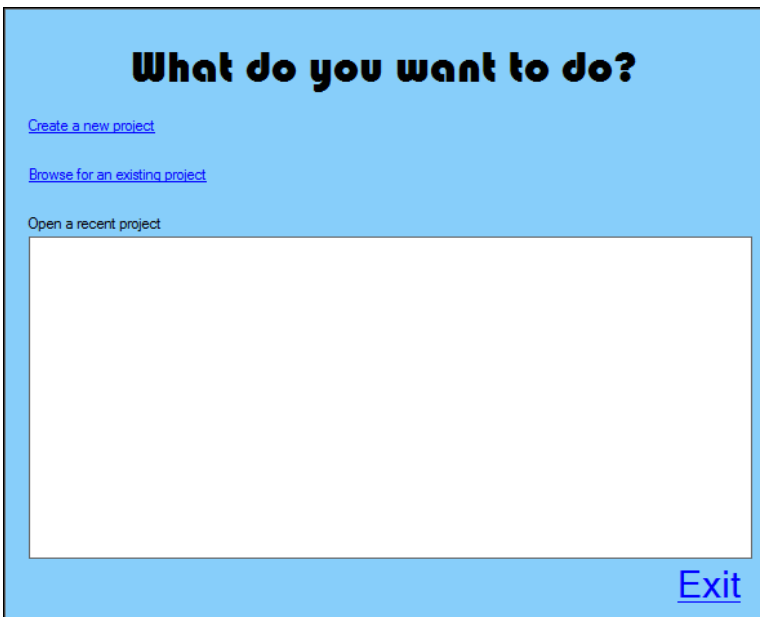 What do you want to do?
Create a new project
Browse for an existing project
Open a recent project
Exit